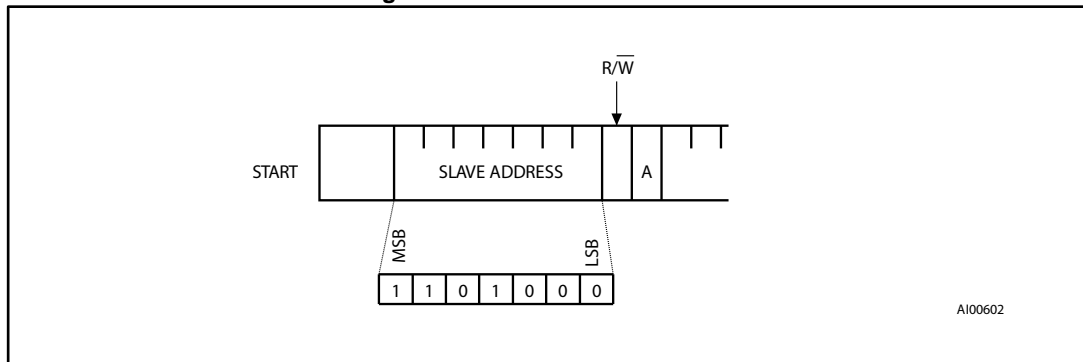 R/W
START
SLAVE ADDRESS
A
MSB
LSB
1 1 0 1 0 0 0
AI00602